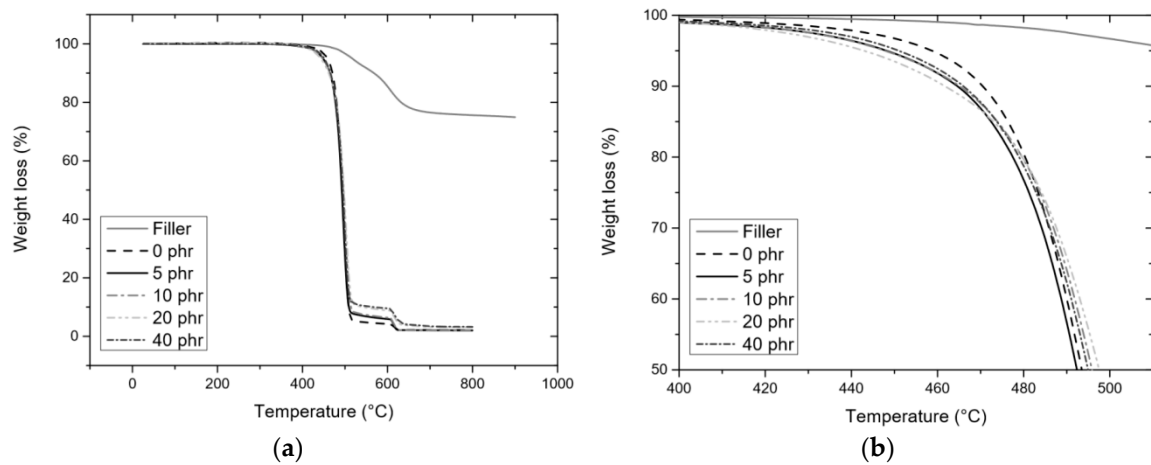 100
80
60
40
20
0
0
200
400
600
800
1000
Weight loss (%)
Temperature (°C)
Filler
0 phr
5 phr
10 phr
20 phr
40 phr
(a)
100
90
80
70
60
50
400
420
440
460
480
500
Weight loss (%)
Temperature (°C)
Filler
0 phr
5 phr
10 phr
20 phr
40 phr
(b)